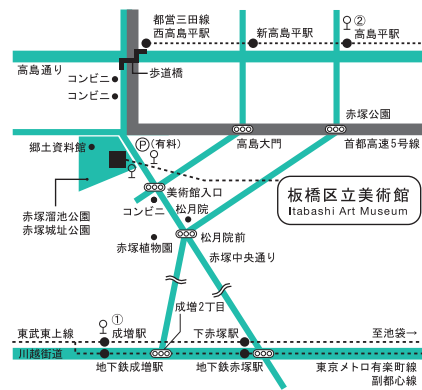 都営三田線
西高島平駅
新高島平駅
②
高島平駅
高島通り
歩道橋
コンビニ
コンビニ
赤塚公園
P(有料)
郷土資料館
高島大門
首都高速5号線
美術館入口
板橋区立美術館
Itabashi Art Museum
赤塚溜池公園
赤塚城址公園
コンビニ
松月院
赤塚植物園
松月院前
赤塚中央通り
成増2丁目
①
東武東上線
成増駅
下赤塚駅
至池袋→
川越街道
地下鉄成増駅
地下鉄赤塚駅
東京メトロ有楽町線
副都心線